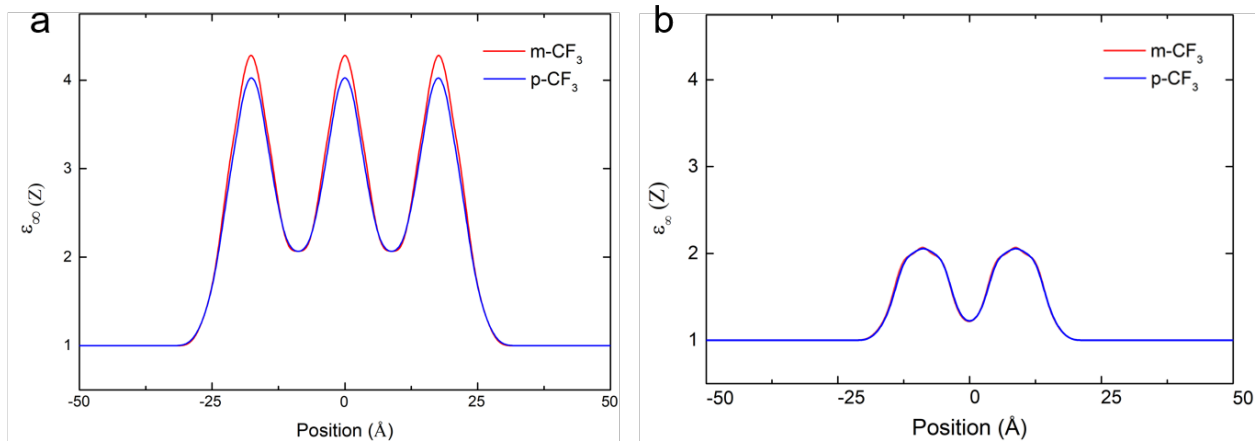 a
m-CF₃
p-CF₃
4
3
2
1
ε∞ (Z)
-50
-25
0
25
50
Position (Å)
b
m-CF₃
p-CF₃
4
3
2
1
ε∞ (Z)
-50
-25
0
25
50
Position (Å)